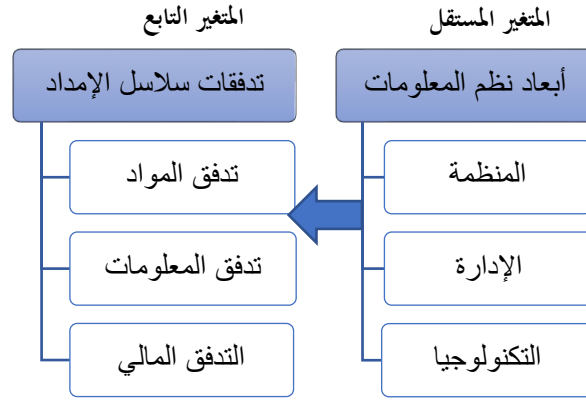 المتغير المستقل
أبعاد نظم المعلومات
المنظمة
الإدارة
التكنولوجيا
المتغير التابع
تدفقات سلاسل الإمداد
تدفق المواد
تدفق المعلومات
التدفق المالي